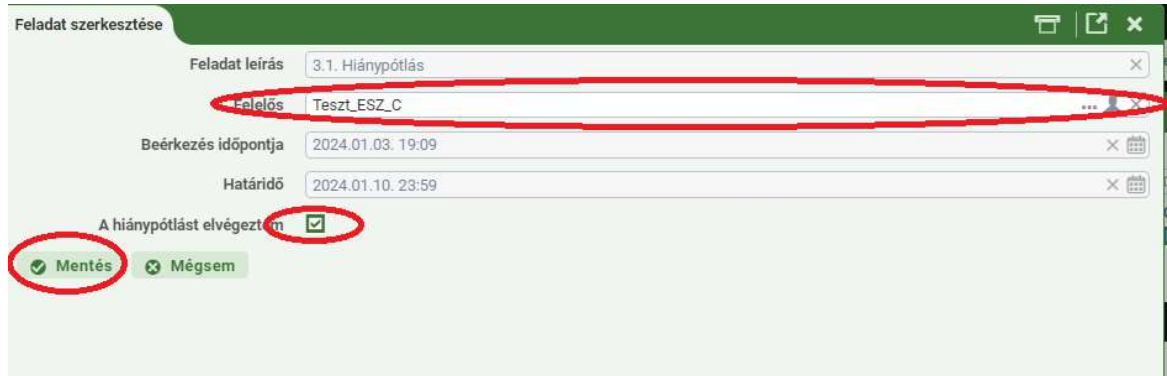 Feladat szerkesztése
Feladat leírás 3.1. Hiánypótlás
Felelős Teszt_ESZ_C
Beérkezés időpontja 2024.01.03. 19:09
Határidő 2024.01.10. 23:59
A hiánypótlást elvégeztem
Mentés Mégsem